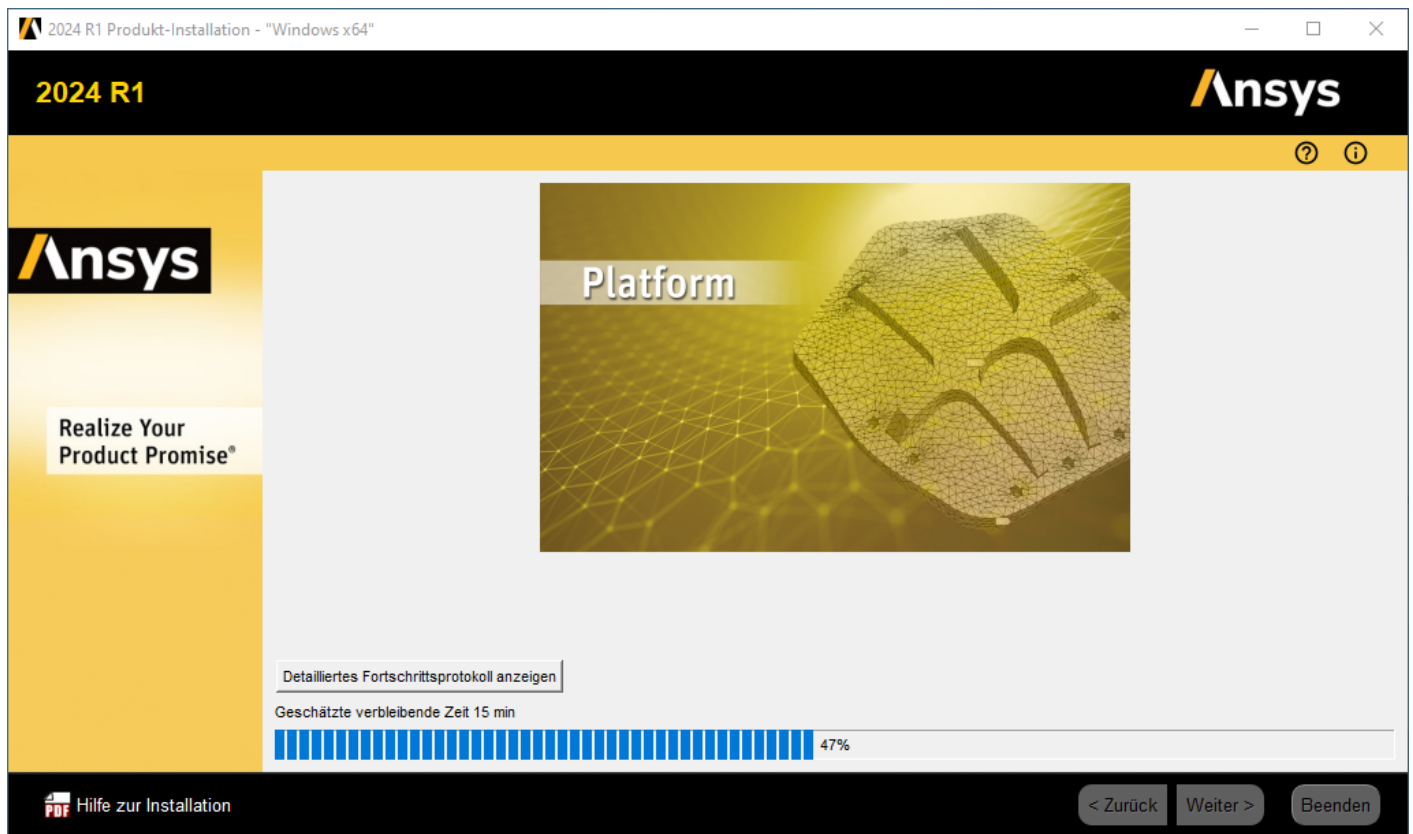 2024 R1 Produkt-Installation - "Windows x64"
2024 R1
Ansys
Ansys
Platform
Realize Your
Product Promise®
Detailliertes Fortschrittsprotokoll anzeigen
Geschätzte verbleibende Zeit 15 min
47%
PDF Hilfe zur Installation
< Zurück Weiter > Beenden